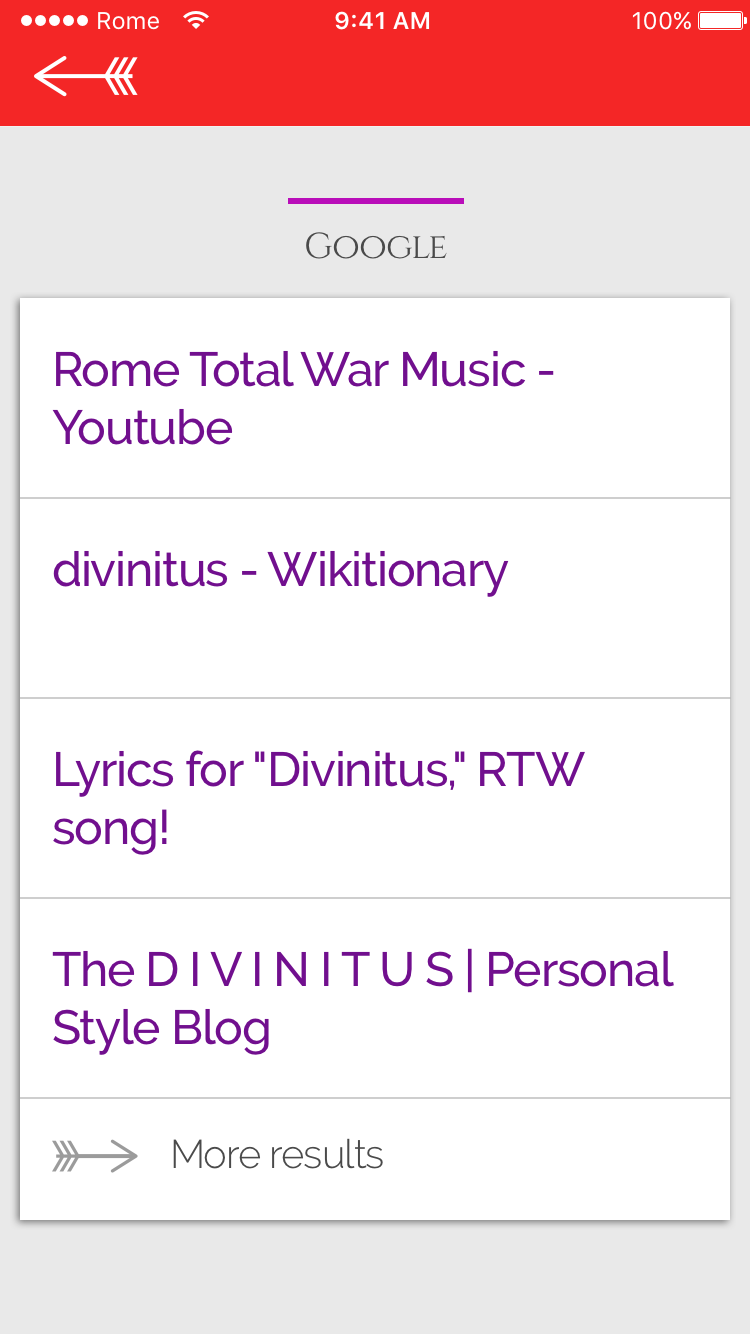 Rome 9:41 AM 100%
GOOGLE
Rome Total War Music -
Youtube
divinitus - Wikitionary
Lyrics for "Divinitus," RTW
song!
The D I V I N I T U S | Personal
Style Blog
More results